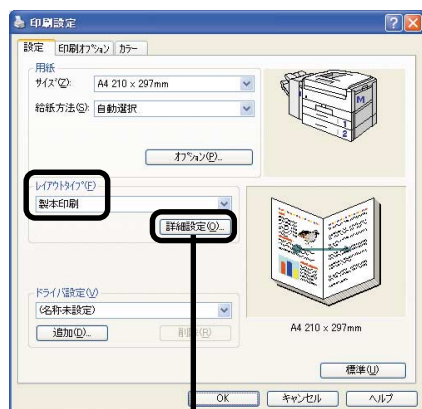 印刷設定
設定 印刷オプション カラー
用紙
サイズ(Z): A4 210 x 297mm
給紙方法(S): 自動選択
オプション(P)...
M
1
2
レイアウトタイプ(E)
製本印刷
詳細設定(O)...
ドライバ設定(V)
(名称未設定)
追加(D)... 削除(R)
A4 210 x 297mm
標準(U)
OK キャンセル ヘルプ